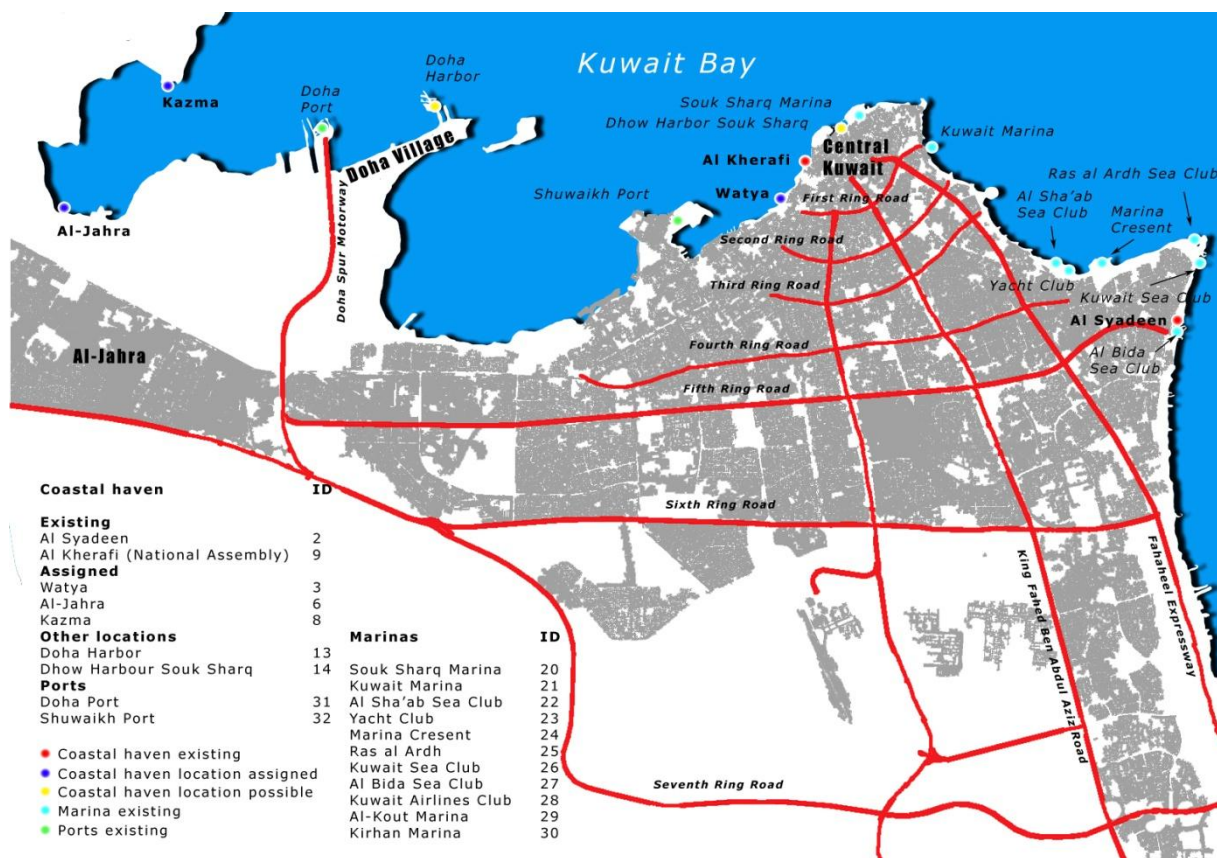 Kuwait Bay
Doha
Harbor
Kazma
Doha
Port
Souk Sharq Marina
Dhow Harbor Souk Sharq
Kuwait Marina
Central
Kuwait
Doha Village
Al Kherafi
Ras al Ardh Sea Club
Al Sha'ab
Sea Club
Marina
Cresent
Watya
Shuwaikh Port
First Ring Road
Al-Jahra
Doha Spur Motorway
Second Ring Road
Third Ring Road
Yacht Club
Kuwait Sea Club
Al Syadeen
Al-Jahra
Fourth Ring Road
Al Bida
Sea Club
Fifth Ring Road
Sixth Ring Road
King Fahed Ben Abdul Aziz Road
Fahaheel Expressway
Seventh Ring Road
Coastal haven ID
Existing
Al Syadeen 2
Al Kherafi (National Assembly) 9
Assigned
Watya 3
Al-Jahra 6
Kazma 8
Other locations
Doha Harbor 13
Dhow Harbour Souk Sharq 14
Ports
Doha Port 31
Shuwaikh Port 32
Coastal haven existing
Coastal haven location assigned
Coastal haven location possible
Marina existing
Ports existing
Marinas ID
Souk Sharq Marina 20
Kuwait Marina 21
Al Sha'ab Sea Club 22
Yacht Club 23
Marina Cresent 24
Ras al Ardh 25
Kuwait Sea Club 26
Al Bida Sea Club 27
Kuwait Airlines Club 28
Al-Kout Marina 29
Kirhan Marina 30